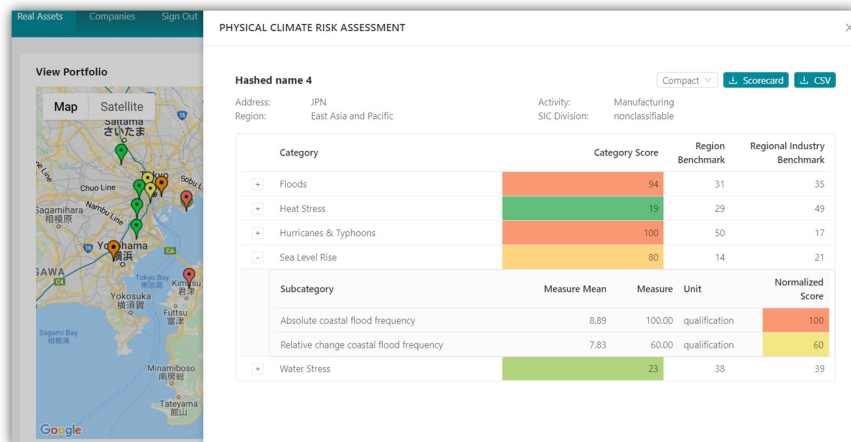 Real Assets Companies Sign Out
PHYSICAL CLIMATE RISK ASSESSMENT
View Portfolio
Map Satellite
Saitama
さいたま
Tokyo
Chuo Line
Nambu Line
Sagamihara
相模原
Yokohama
横浜
CA
Tokyo Bay
東京湾
Yokosuka
横須賀
君津
Futtsu
富津
Sagami Bay
相模湾
Minamiboso
南房総
Tateyama
館山
Google
Hashed name 4
Compact Scorecard CSV
Address: JPN Activity: Manufacturing
Region: East Asia and Pacific SIC Division: nonclassifiable
Category Category Score Region Benchmark Regional Industry Benchmark
+ Floods 94 31 35
+ Heat Stress 19 29 49
+ Hurricanes & Typhoons 100 50 17
- Sea Level Rise 80 14 21
Subcategory Measure Mean Measure Unit Normalized Score
Absolute coastal flood frequency 8.89 100.00 qualification 100
Relative change coastal flood frequency 7.83 60.00 qualification 60
+ Water Stress 23 38 39